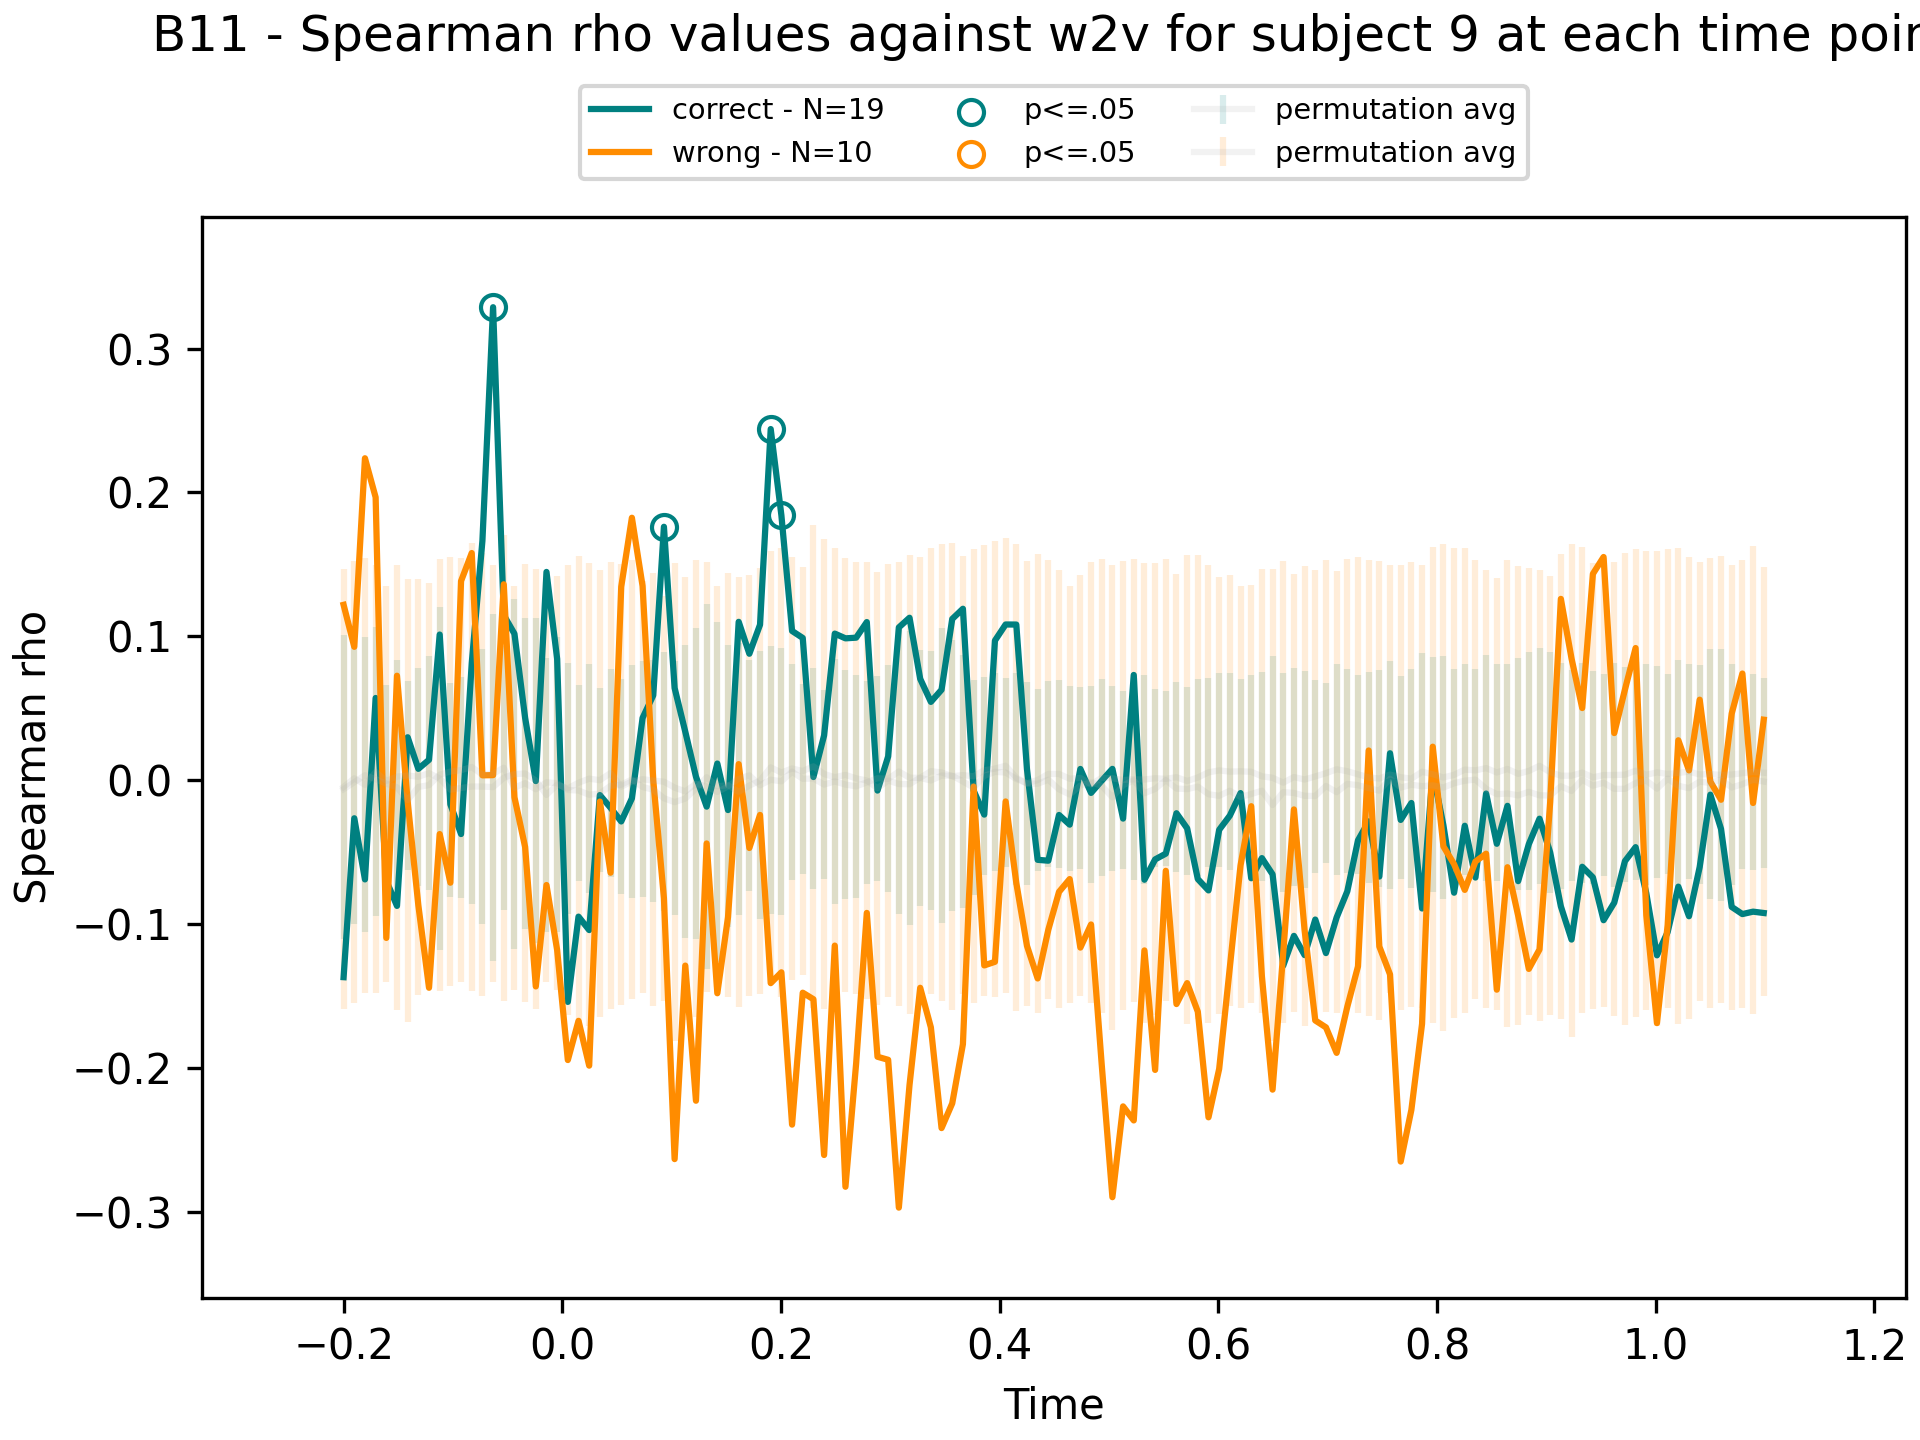 B11 - Spearman rho values against w2v for subject 9 at each time
correct - N=19 p<=.05 permutation avg
wrong - N=10 p<=.05 permutation avg
Spearman rho
0.3
0.2
0.1
0.0
−0.1
−0.2
−0.3
−0.2 0.0 0.2 0.4 0.6 0.8 1.0 1.2
Time